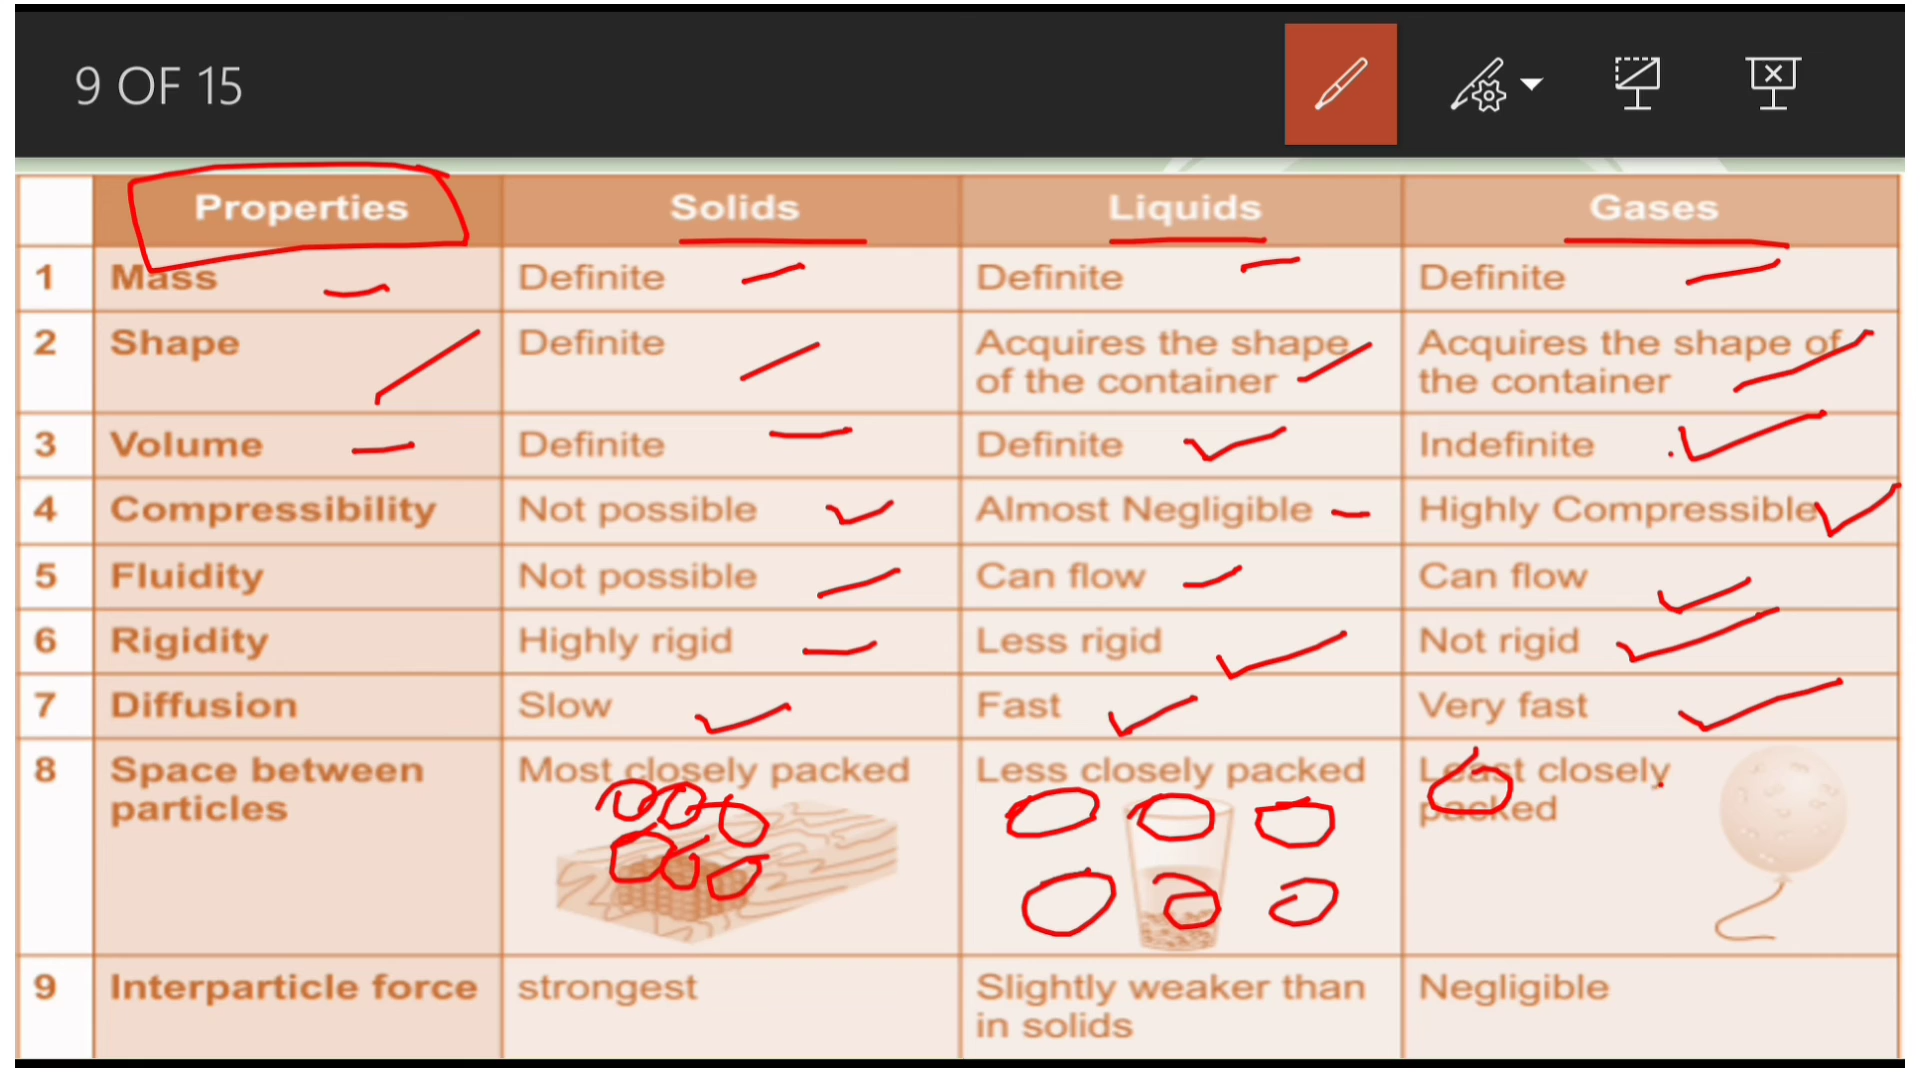 9 OF 15
Properties Solids Liquids Gases
1 Mass Definite Definite Definite
2 Shape Definite Acquires the shape Acquires the shape of
of the container the container
3 Volume Definite Definite Indefinite
4 Compressibility Not possible Almost Negligible Highly Compressible
5 Fluidity Not possible Can flow Can flow
6 Rigidity Highly rigid Less rigid Not rigid
7 Diffusion Slow Fast Very fast
8 Space between Most closely packed Less closely packed Least closely
particles packed
9 Interparticle force strongest Slightly weaker than Negligible
in solids